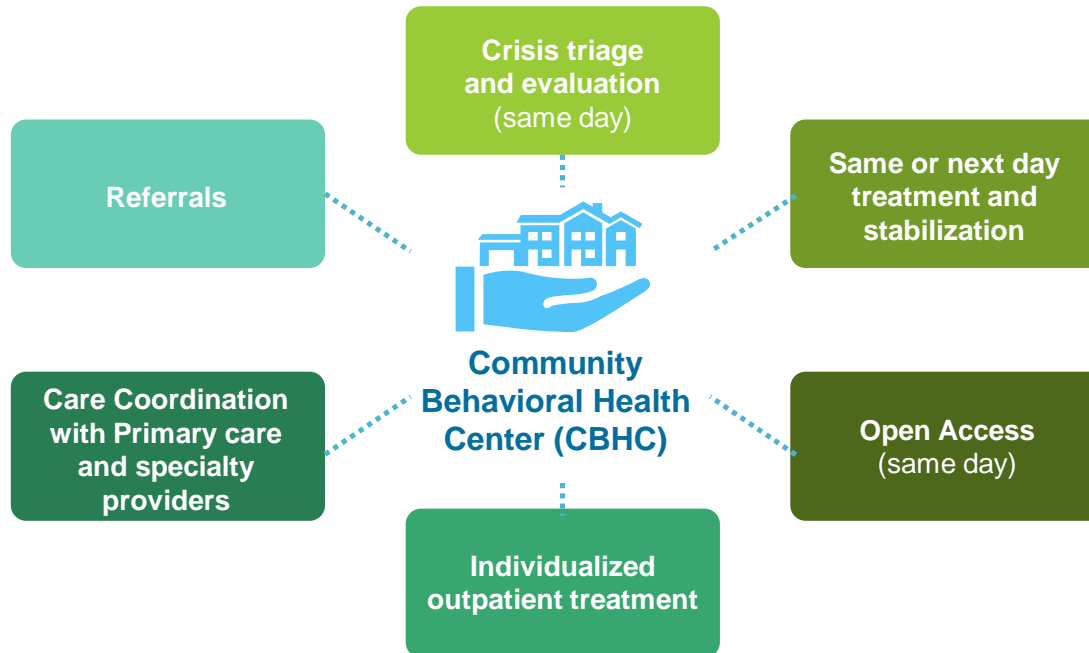 Crisis triage
and evaluation
(same day)
Referrals
Same or next day
treatment and
stabilization
Community
Behavioral Health
Center (CBHC)
Care Coordination
with Primary care
and specialty
providers
Open Access
(same day)
Individualized
outpatient treatment